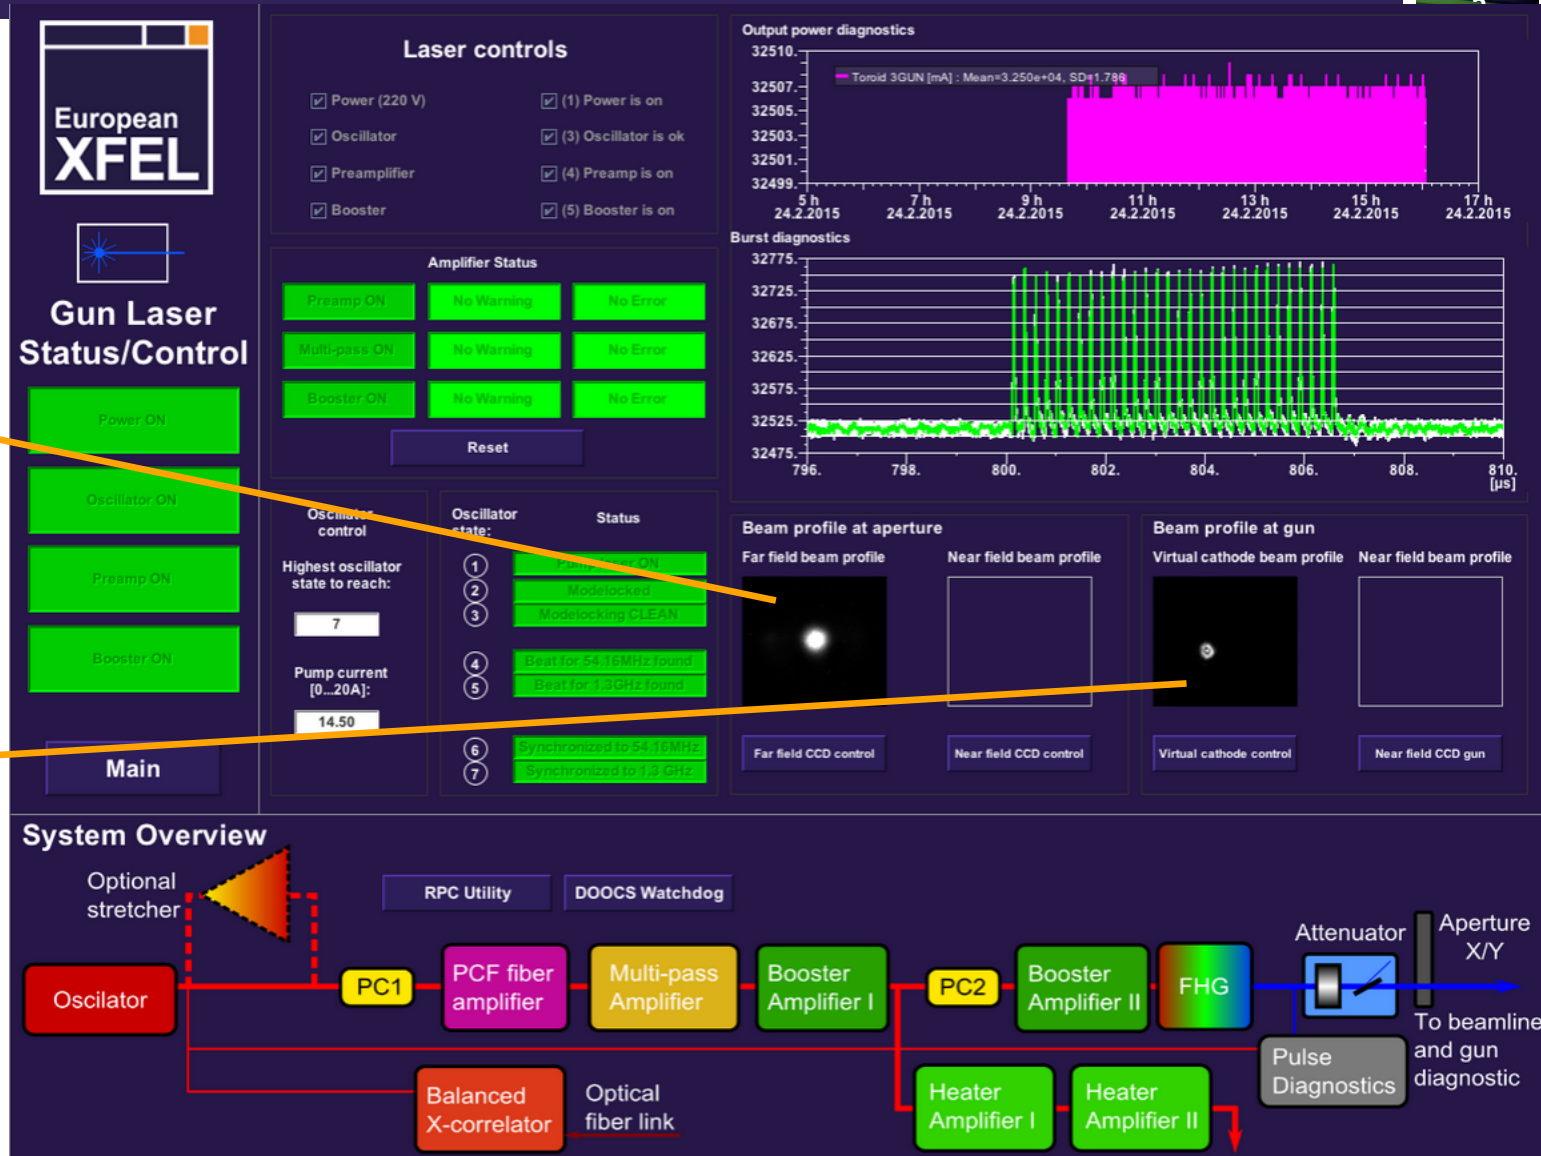 European
XFEL
Gun Laser
Status/Control
Power ON
Oscillator ON
Preamp ON
Booster ON
Main
Laser controls
Power (220 V)
(1) Power is on
Oscillator
(3) Oscillator is ok
Preamplifier
(4) Preamp is on
Booster
(5) Booster is on
Amplifier Status
Preamp ON No Warning No Error
Multi-pass ON No Warning No Error
Booster ON No Warning No Error
Reset
Oscillator
control
Highest oscillator
state to reach:
7
Pump current
[0...20A]:
14.50
Oscillator
state:
Status
1 Pump laser ON
2 Modelocked
3 Modelocking CLEAN
4 Beat for 54.16MHz found
5 Beat for 1.3GHz found
6 Synchronized to 54.16MHz
7 Synchronized to 1.3 GHz
Output power diagnostics
Toroid 3GUN [mA] : Mean=3.250e+04, SD=1.786
32510.
32507.
32505.
32503.
32501.
32499.
5 h 7 h 9 h 11 h 13 h 15 h 17 h
24.2.2015 24.2.2015 24.2.2015 24.2.2015 24.2.2015 24.2.2015 24.2.2015
Burst diagnostics
32775.
32725.
32675.
32625.
32575.
32525.
32475.
796. 798. 800. 802. 804. 806. 808. 810.
[µs]
Beam profile at aperture
Far field beam profile
Near field beam profile
Far field CCD control
Near field CCD control
Beam profile at gun
Virtual cathode beam profile
Near field beam profile
Virtual cathode control
Near field CCD gun
System Overview
Optional
stretcher
RPC Utility
DOOCS Watchdog
Oscilator
PC1
PCF fiber
amplifier
Multi-pass
Amplifier
Booster
Amplifier I
PC2
Booster
Amplifier II
FHG
Attenuator
Aperture
X/Y
To beamline
and gun
diagnostic
Pulse
Diagnostics
Balanced
X-correlator
Optical
fiber link
Heater
Amplifier I
Heater
Amplifier II